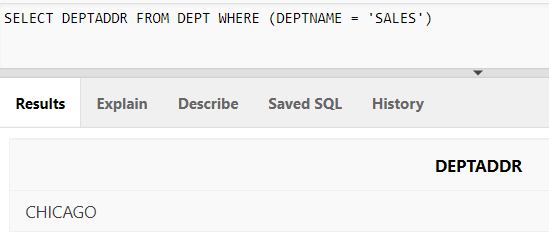 SELECT DEPTADDR FROM DEPT WHERE (DEPTNAME = 'SALES')
Results Explain Describe Saved SQL History
DEPTADDR
CHICAGO